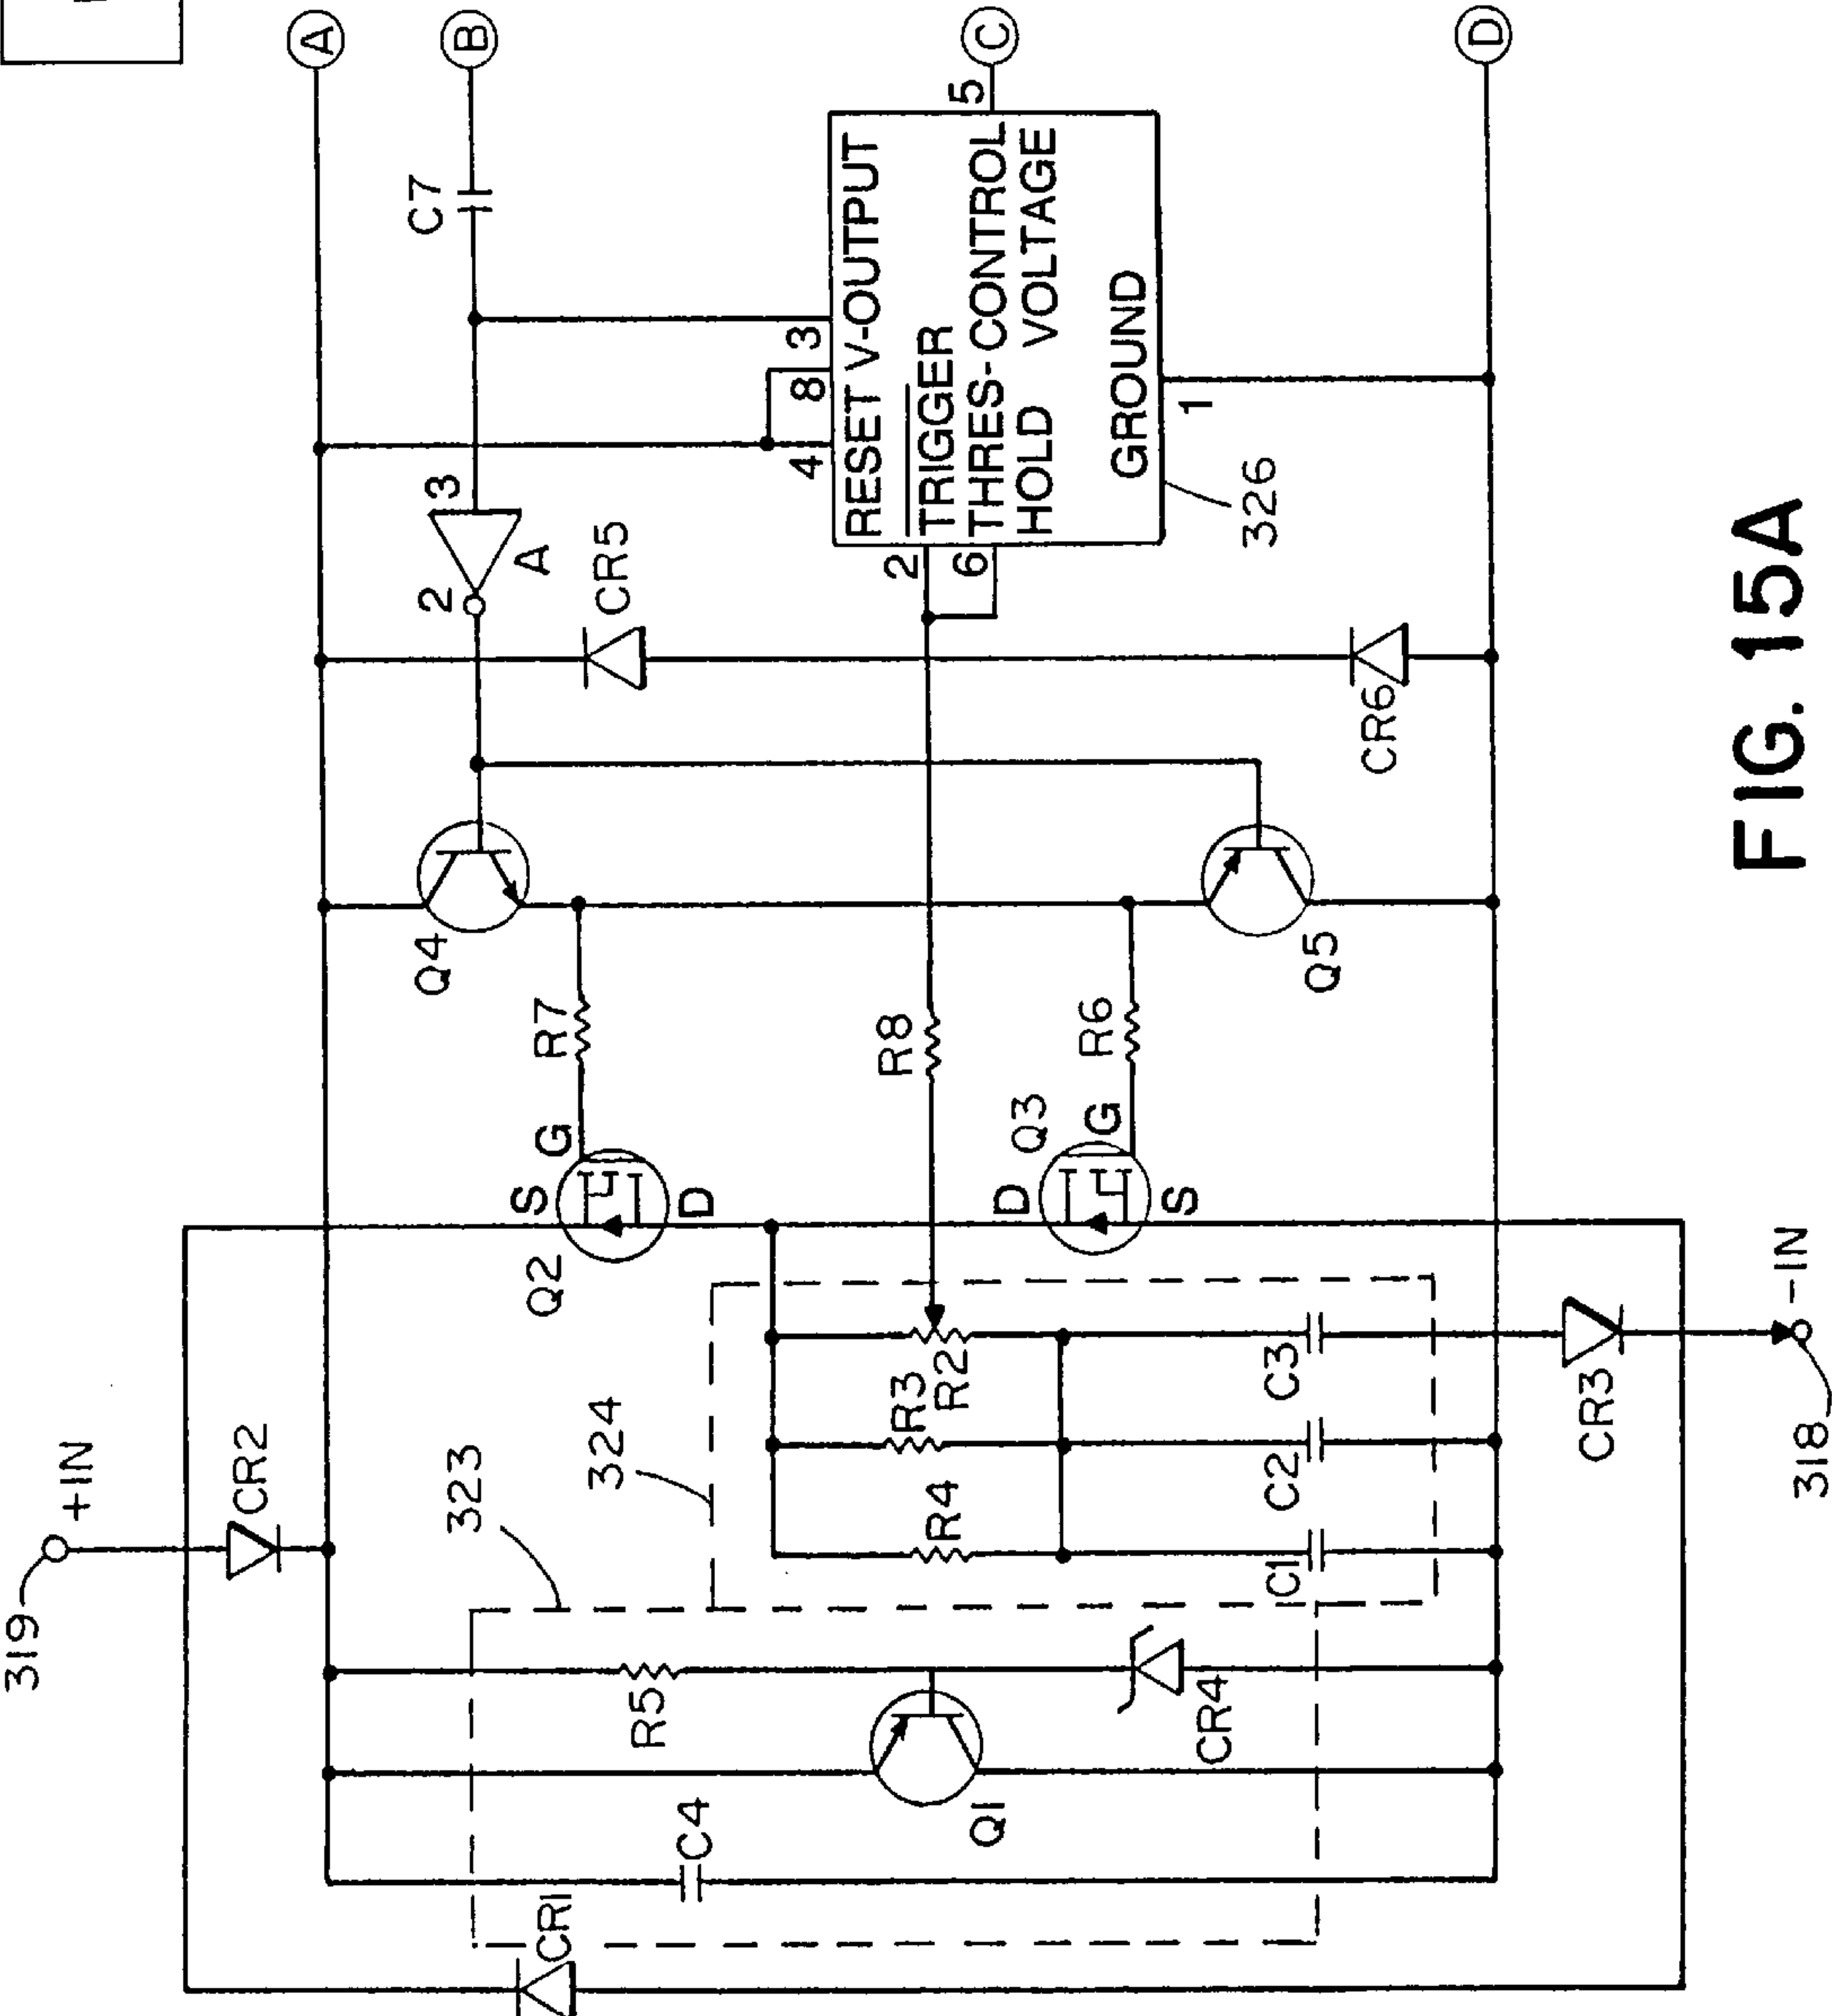 319
+IN
CR2
A
C7
B
Q4
2
3
A
323
CR1
Q2
S
G
D
R7
324
CR5
R5
C4
R8
4
8
3
RESET V-OUTPUT
2
TRIGGER
6
THRES-CONTROL
HOLD VOLTAGE
5
C
GROUND
1
326
R3
R4
R2
Q1
D
Q3
G
S
R6
CR4
C1
C2
C3
Q5
CR6
D
CR3
318
-IN
FIG. 15A